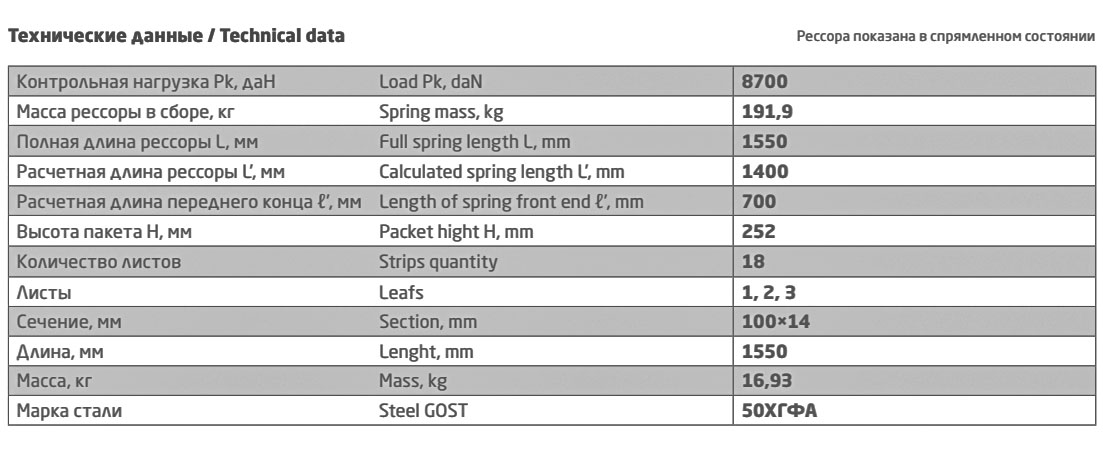 Технические данные / Technical data
Рессора показана в спрямленном состоянии
Контрольная нагрузка Pk, даН Load Pk, daN 8700
Масса рессоры в сборе, кг Spring mass, kg 191,9
Полная длина рессоры L, мм Full spring length L, mm 1550
Расчетная длина рессоры L', мм Calculated spring length L', mm 1400
Расчетная длина переднего конца ℓ', мм Length of spring front end ℓ', mm 700
Высота пакета Н, мм Packet hight H, mm 252
Количество листов Strips quantity 18
Листы Leafs 1, 2, 3
Сечение, мм Section, mm 100×14
Длина, мм Lenght, mm 1550
Масса, кг Mass, kg 16,93
Марка стали Steel GOST 50ХГФА